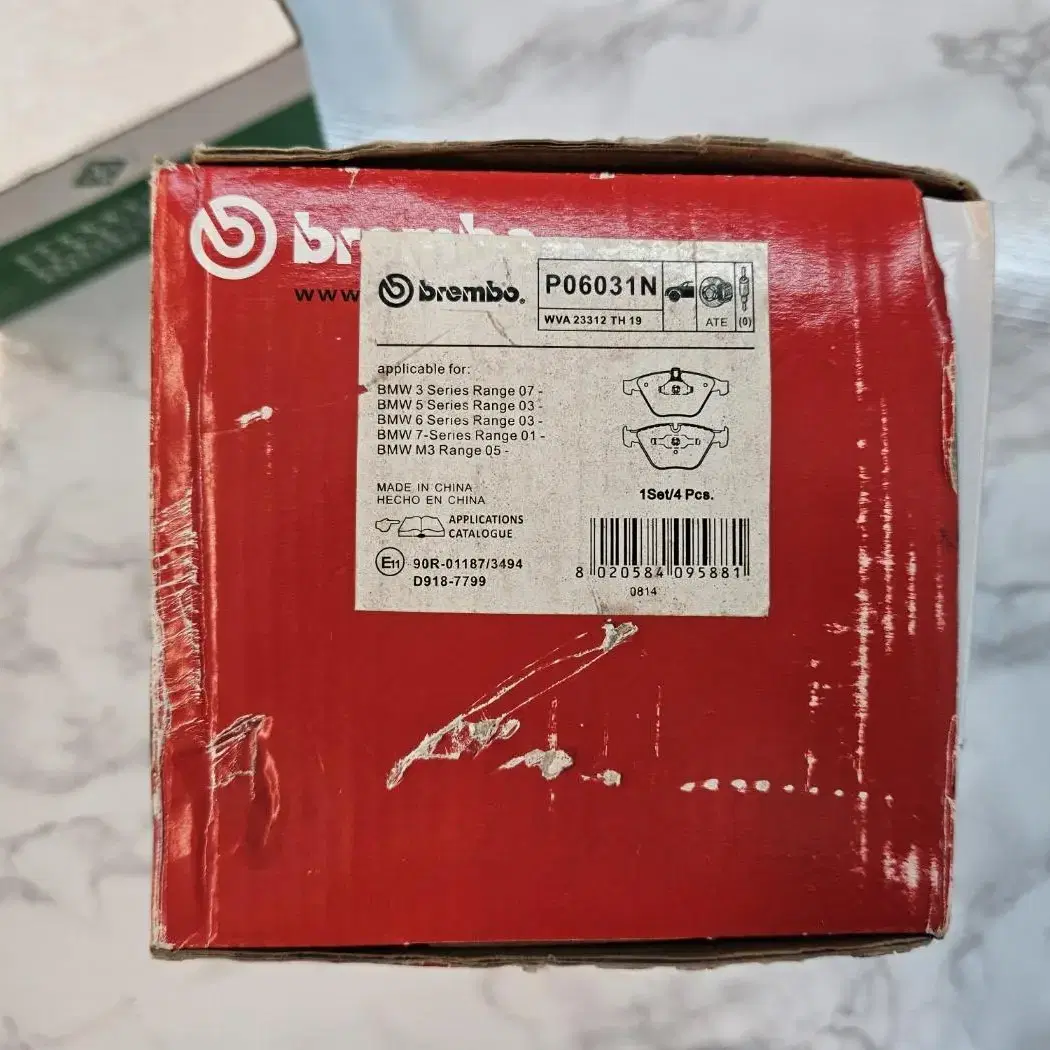 brembo
www
brembo.
P06031N
WVA 23312 TH 19
ATE
(0)
applicable for:
BMW 3 Series Range 07 -
BMW 5 Series Range 03 -
BMW 6 Series Range 03 -
BMW 7-Series Range 01 -
BMW M3 Range 05 -
1Set/4 Pcs.
MADE IN CHINA
HECHO EN CHINA
APPLICATIONS
CATALOGUE
E11
90R-01187/3494
D918-7799
8 020584 095881
0814